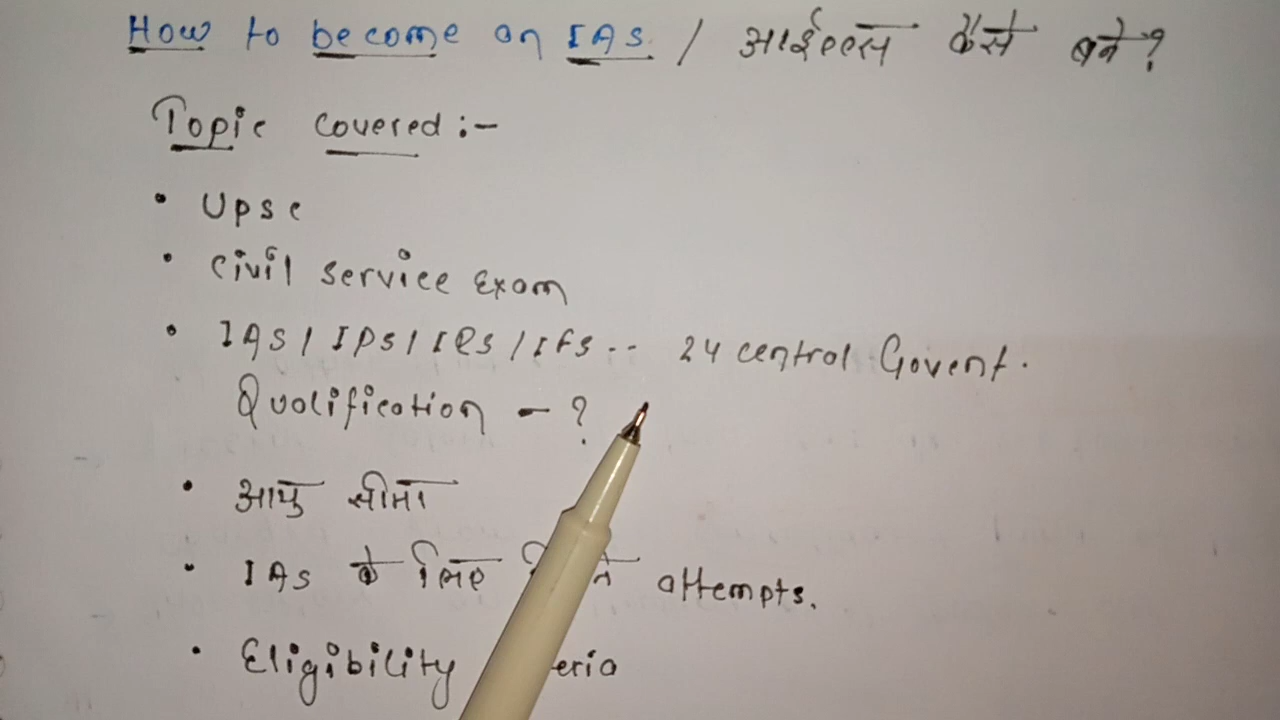 How to become an IAS. / आईएएस कैसे बने ?
Topic covered :-
• Upsc
• Civil Service Exam
• IAS / IPS / IRS / IFS .. 24 central Govent.
Qualification - ?
• आयु सीमा
• IAS के लिए attempts.
• Eligibility